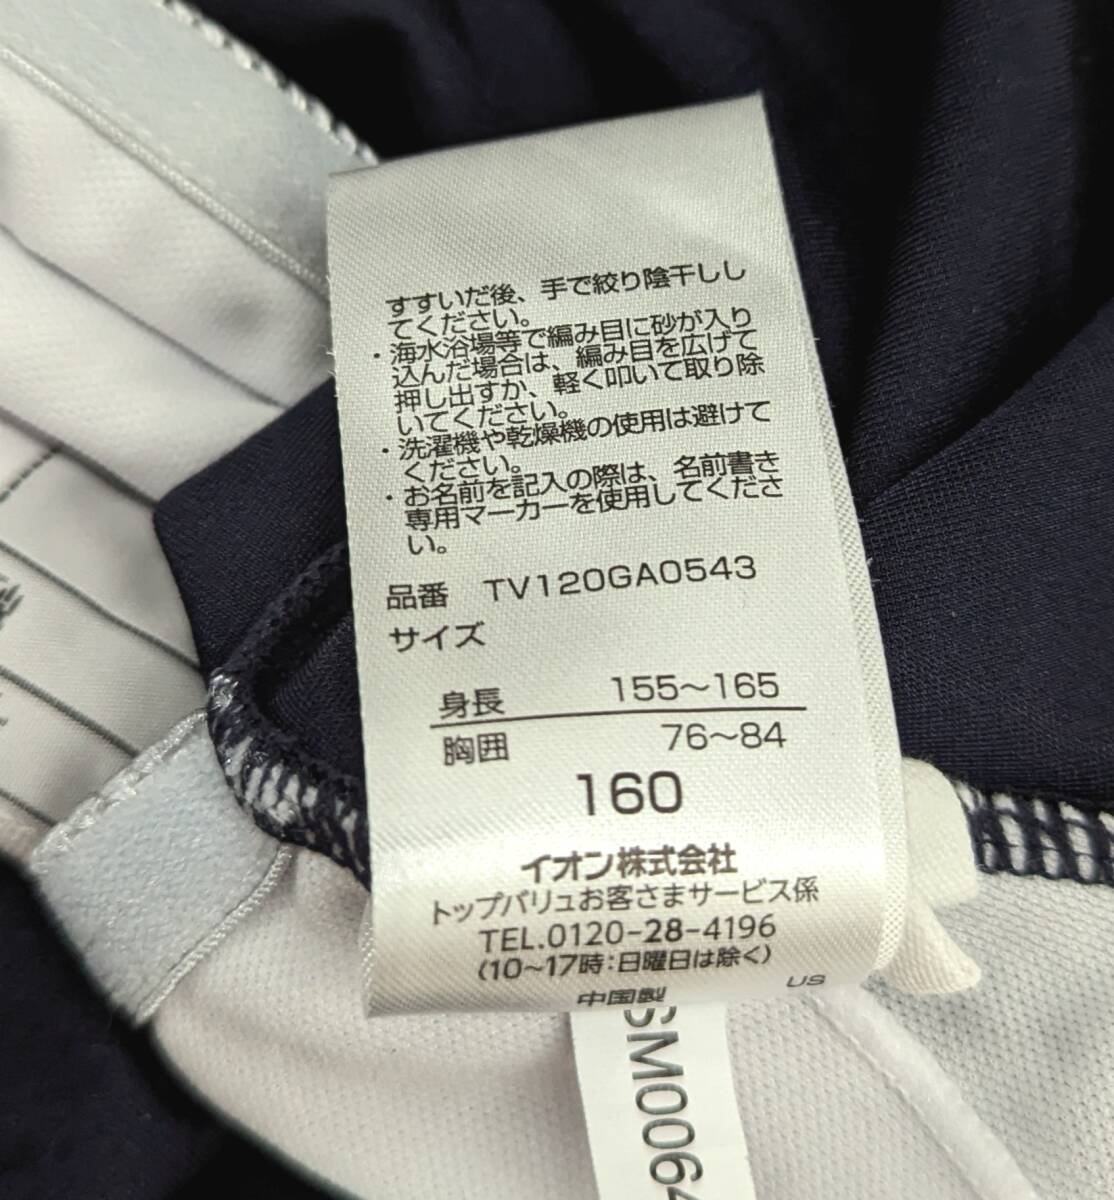 すすいだ後、手で絞り陰干しし
てください。
・海水浴場等で編み目に砂が入り
込んだ場合は、編み目を広げて
押し出すか、軽く叩いて取り除
いてください。
・洗濯機や乾燥機の使用は避けて
ください。
・お名前を記入の際は、名前書き
専用マーカーを使用してくださ
い。
品番 TV120GA0543
サイズ
身長 155～165
胸囲 76～84
160
イオン株式会社
トップバリュお客さまサービス係
TEL.0120-28-4196
(10～17時:日曜日は除く)
中国製 US
SM0064